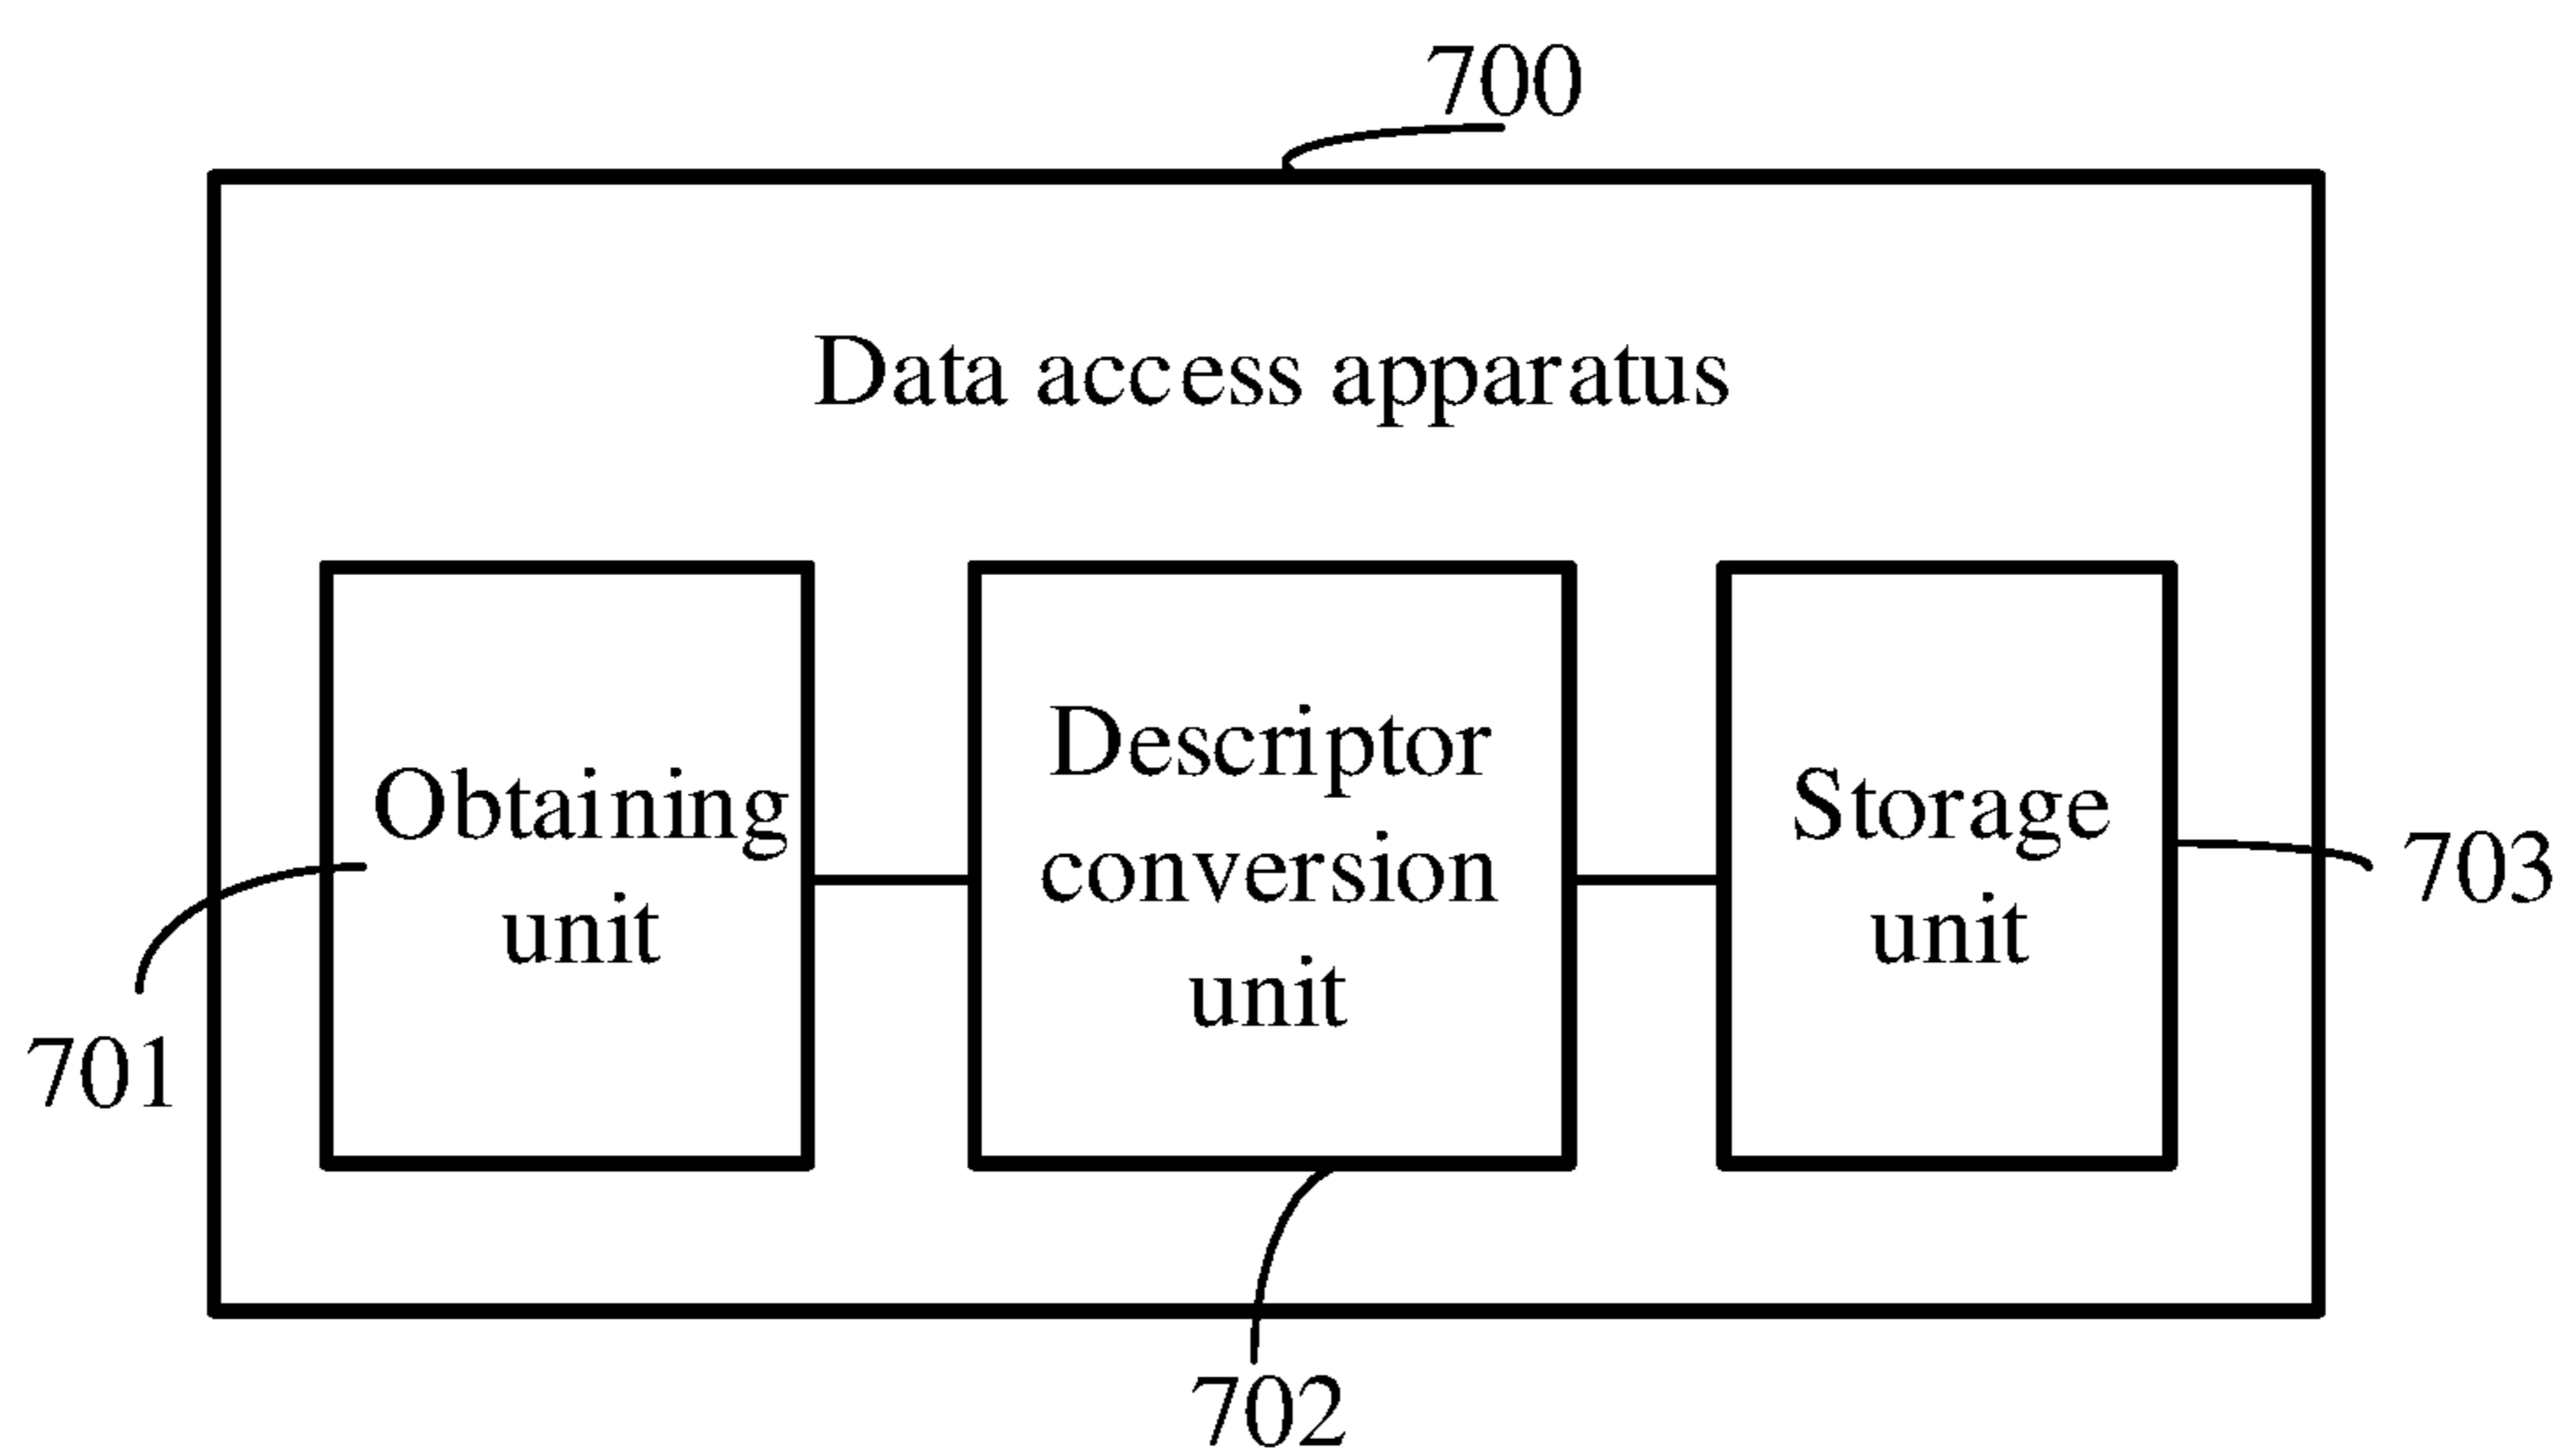 700
Data access apparatus
Obtaining
unit
Descriptor
conversion
unit
Storage
unit
701
702
703